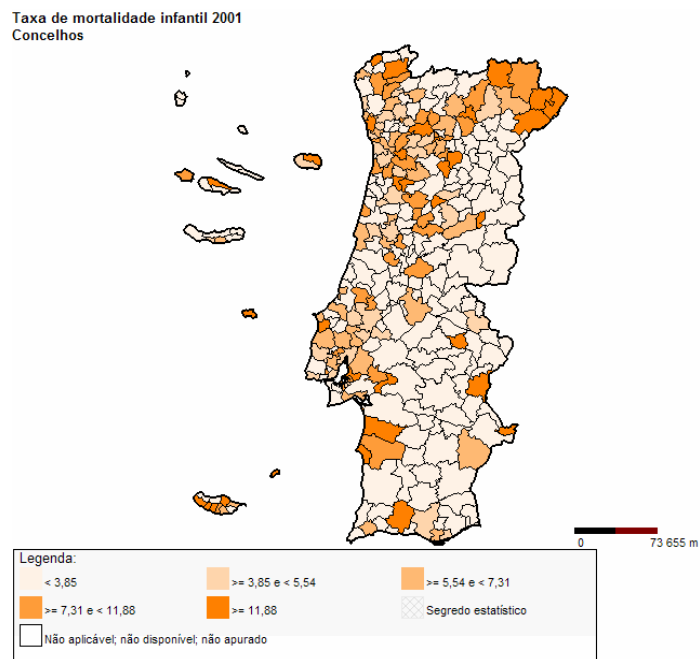 Taxa de mortalidade infantil 2001
Concelhos
0 73 655 m
Legenda:
< 3,85 >= 3,85 e < 5,54 >= 5,54 e < 7,31
>= 7,31 e < 11,88 >= 11,88 Segredo estatístico
Não aplicável; não disponível; não apurado